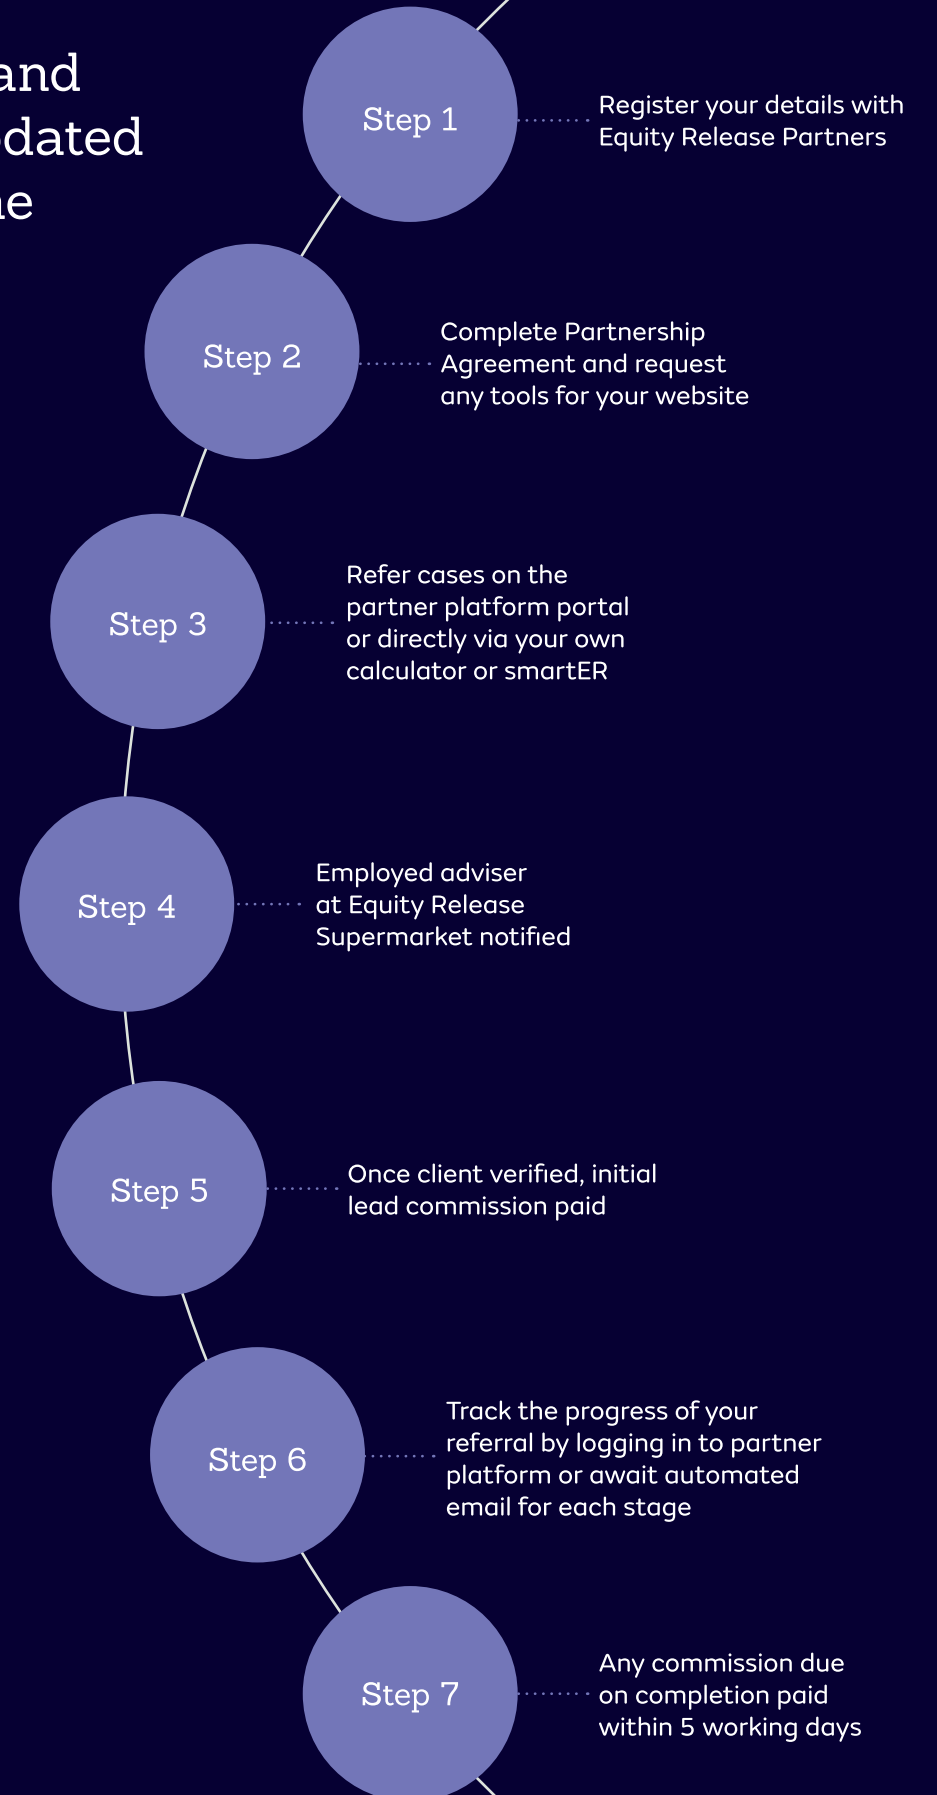 and
dated
e
Step 1
Register your details with
Equity Release Partners
Step 2
Complete Partnership
Agreement and request
any tools for your website
Step 3
Refer cases on the
partner platform portal
or directly via your own
calculator or smartER
Step 4
Employed adviser
at Equity Release
Supermarket notified
Step 5
Once client verified, initial
lead commission paid
Step 6
Track the progress of your
referral by logging in to partner
platform or await automated
email for each stage
Step 7
Any commission due
on completion paid
within 5 working days